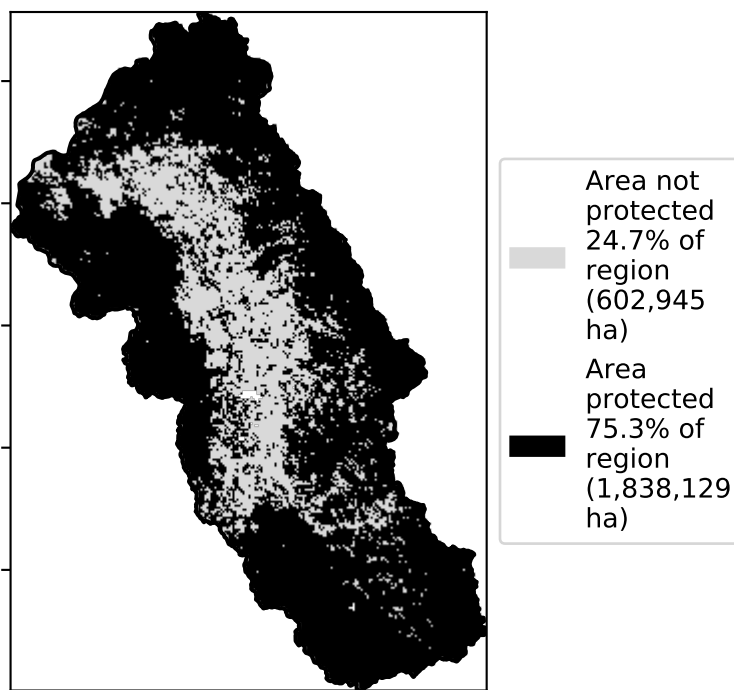 Area not
protected
24.7% of
region
(602,945
ha)
Area
protected
75.3% of
region
(1,838,129
ha)